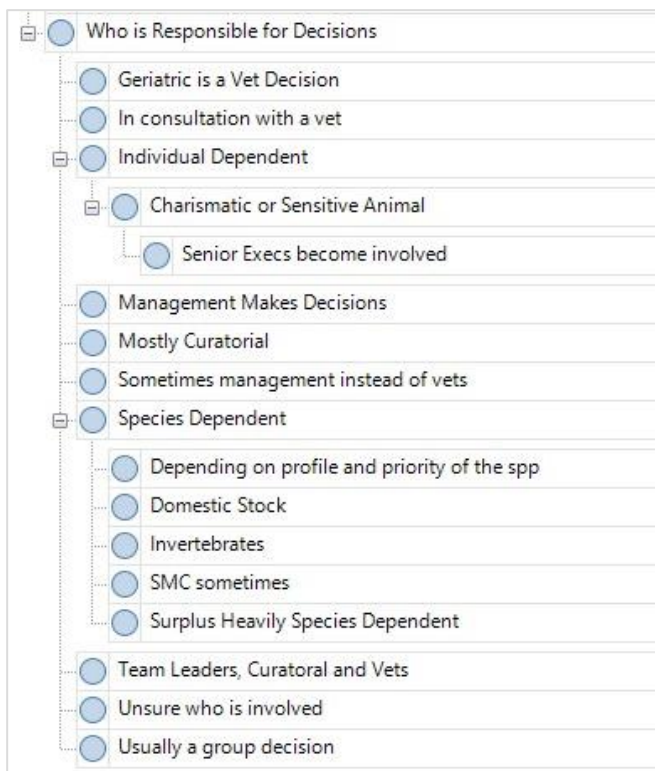 Who is Responsible for Decisions
Geriatric is a Vet Decision
In consultation with a vet
Individual Dependent
Charismatic or Sensitive Animal
Senior Execs become involved
Management Makes Decisions
Mostly Curatorial
Sometimes management instead of vets
Species Dependent
Depending on profile and priority of the spp
Domestic Stock
Invertebrates
SMC sometimes
Surplus Heavily Species Dependent
Team Leaders, Curatoral and Vets
Unsure who is involved
Usually a group decision